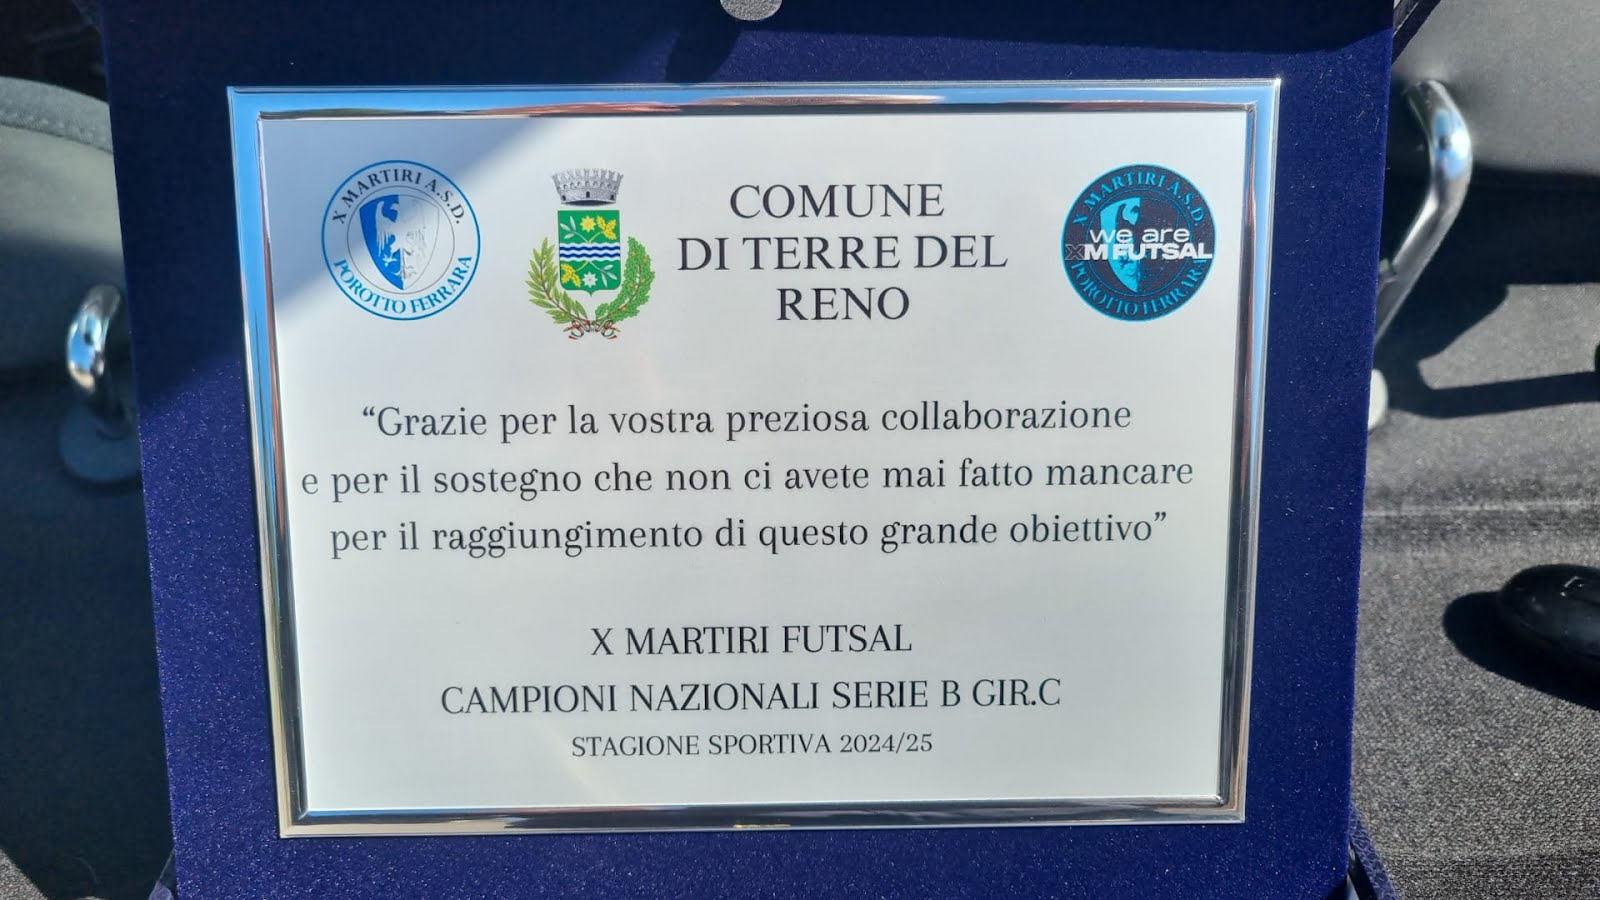 X MARTIRI A.S.D.
POROTTO FERRARA
COMUNE
DI TERRE DEL
RENO
X MARTIRI A.S.D.
we are
XM FUTSAL
POROTTO FERRARA
“Grazie per la vostra preziosa collaborazione
e per il sostegno che non ci avete mai fatto mancare
per il raggiungimento di questo grande obiettivo”
X MARTIRI FUTSAL
CAMPIONI NAZIONALI SERIE B GIR.C
STAGIONE SPORTIVA 2024/25